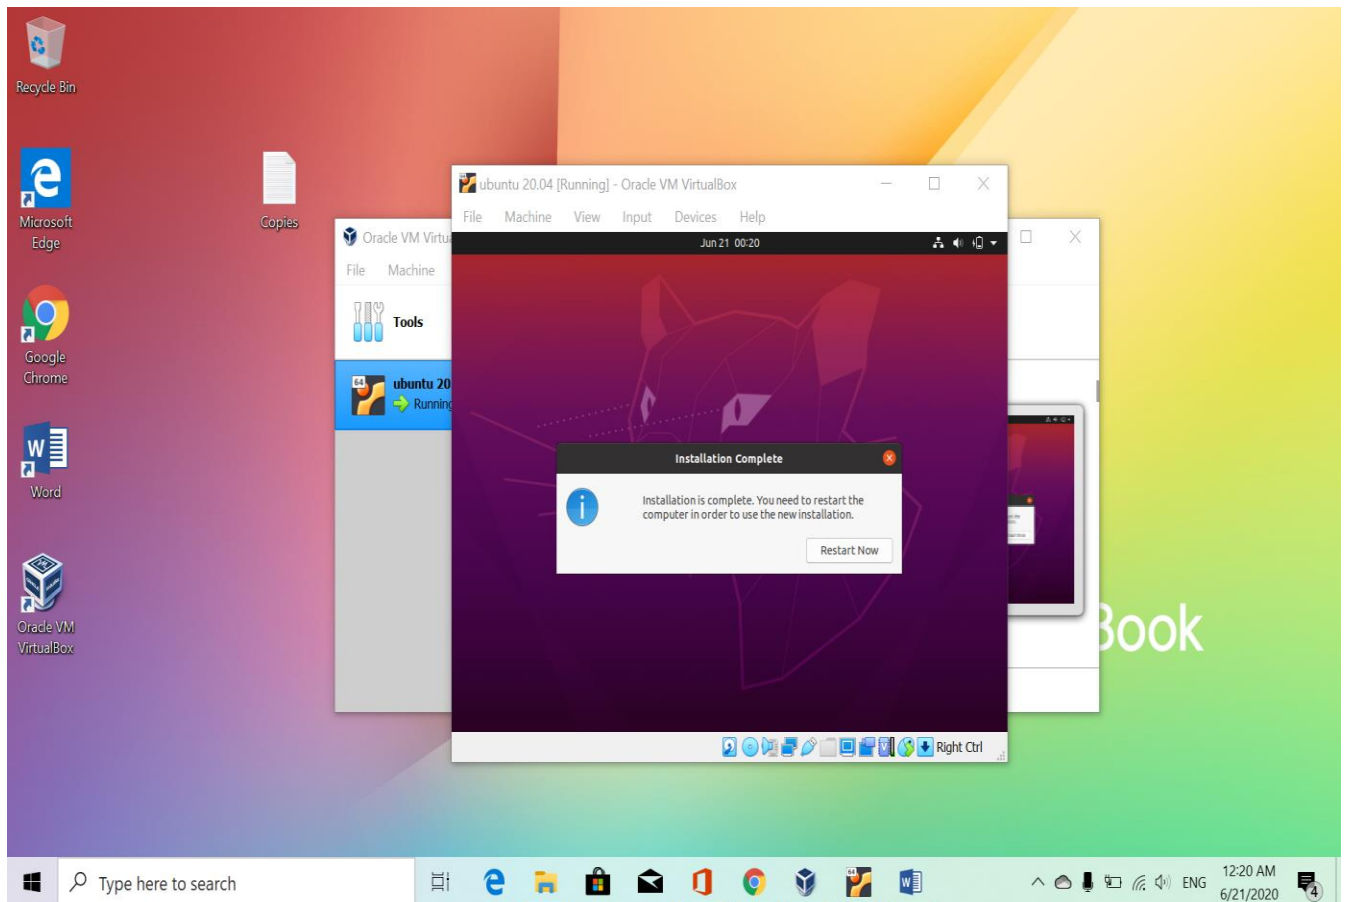 Recycle Bin
Microsoft
Edge
Copies
Google
Chrome
Word
Oracle VM
VirtualBox
Oracle VM Virtu
File Machine
Tools
64
ubuntu 20
Running
ubuntu 20.04 [Running] - Oracle VM VirtualBox
File Machine View Input Devices Help
Jun 21 00:20
Installation Complete
Installation is complete. You need to restart the
computer in order to use the new installation.
Restart Now
Right Ctrl
Book
Type here to search
ENG
12:20 AM
6/21/2020
4